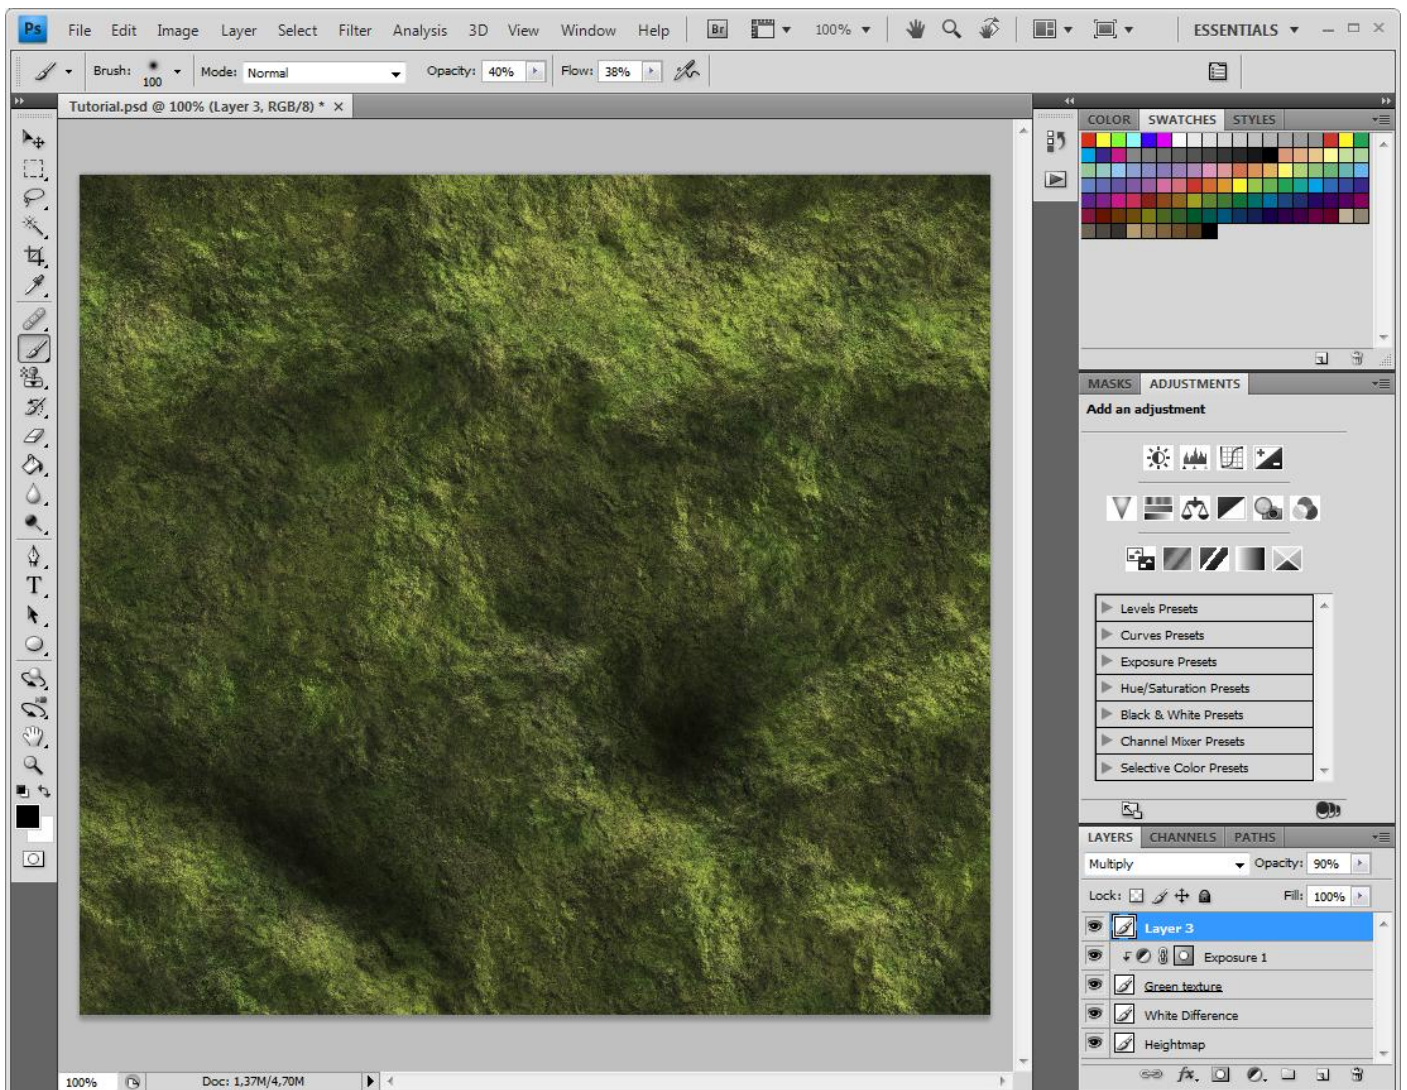 Ps File Edit Image Layer Select Filter Analysis 3D View Window Help Br 100% ESSENTIALS
Brush: 100 Mode: Normal Opacity: 40% Flow: 38%
Tutorial.psd @ 100% (Layer 3, RGB/8) * ×
COLOR SWATCHES STYLES
T
MASKS ADJUSTMENTS
Add an adjustment
Levels Presets
Curves Presets
Exposure Presets
Hue/Saturation Presets
Black & White Presets
Channel Mixer Presets
Selective Color Presets
LAYERS CHANNELS PATHS
Multiply Opacity: 90%
Lock: Fill: 100%
Layer 3
Exposure 1
Green texture
White Difference
Heightmap
fx.
100% Doc: 1,37M/4,70M